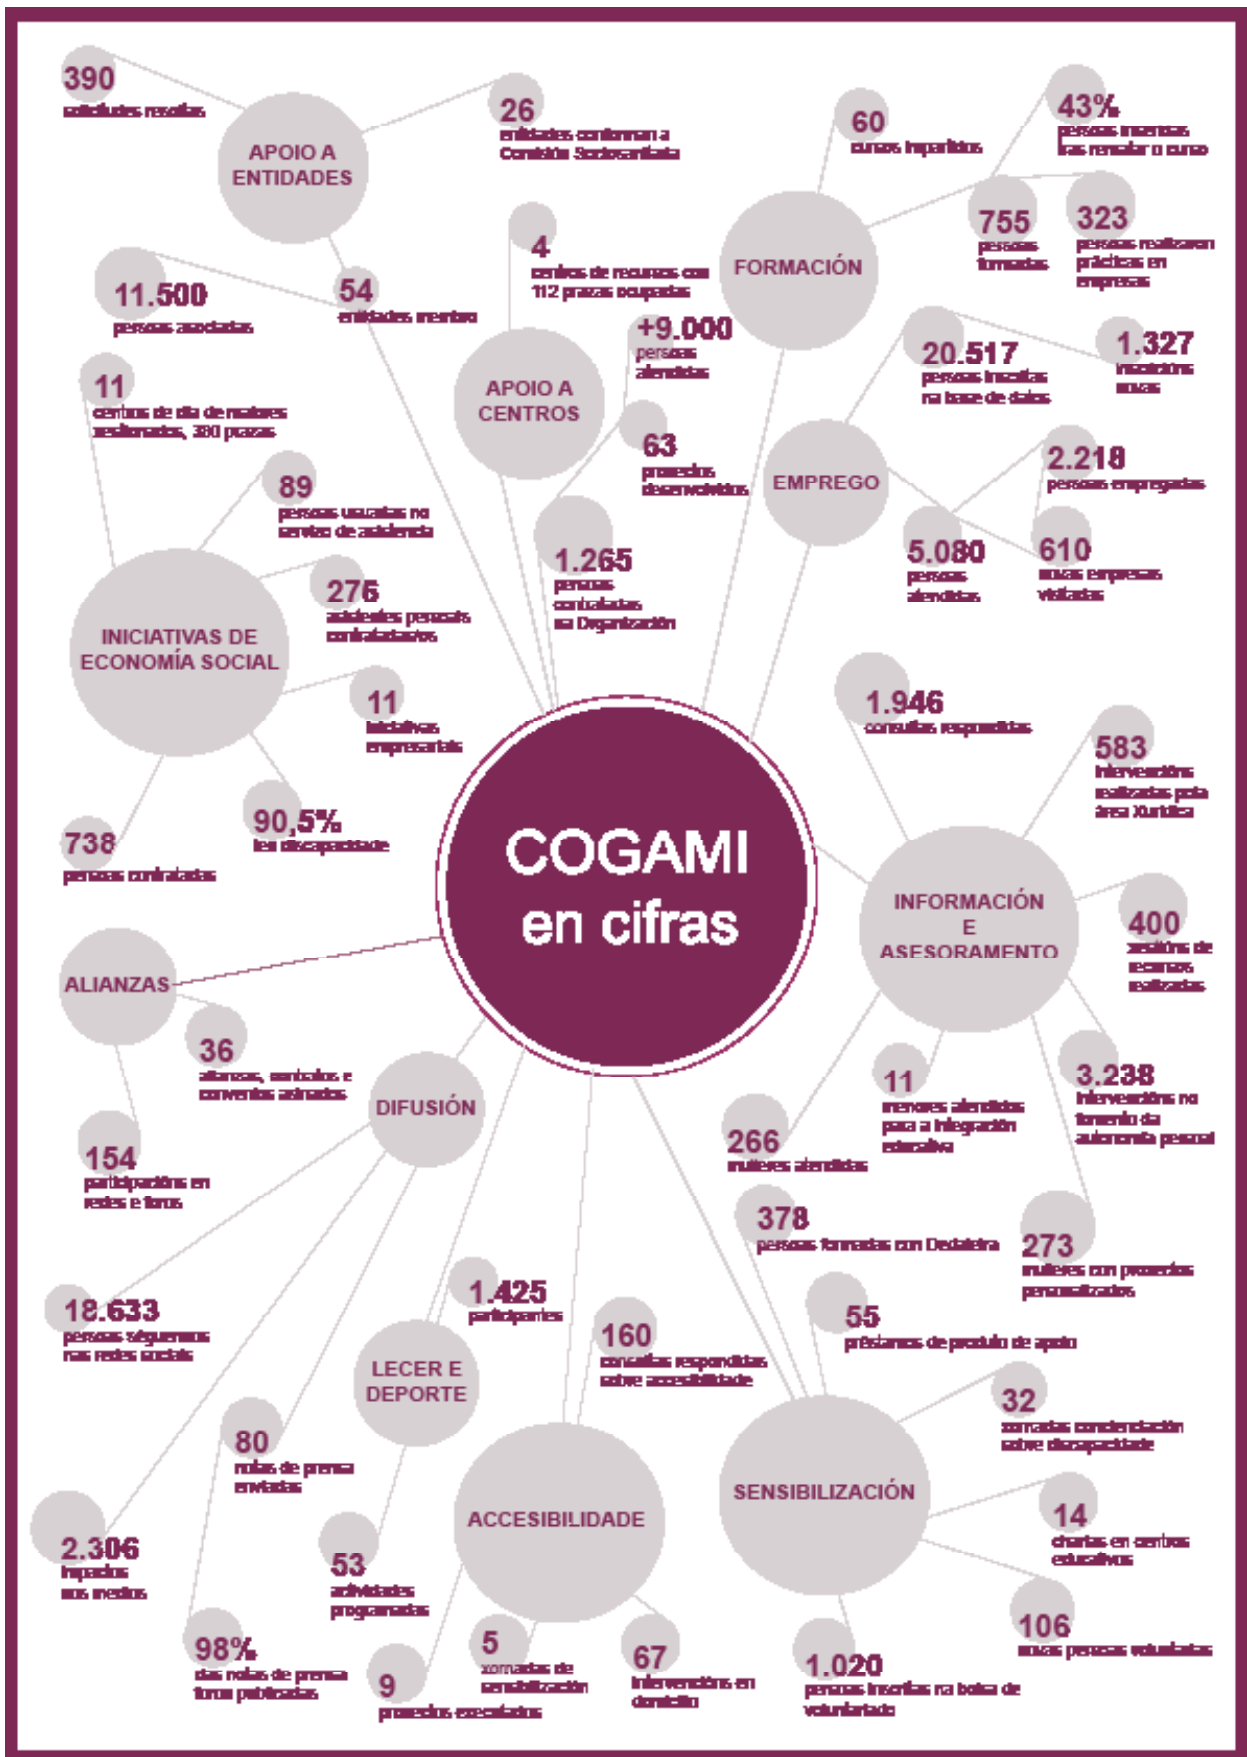 390
solicitudes resoltas
26
entidades conforman a
Comisión Sociosanitaria
APOIO A
ENTIDADES
11.500
persoas asociadas
54
entidades membro
4
centros de recursos con
112 prazas ocupadas
+9.000
persoas
atendidas
APOIO A
CENTROS
63
proxectos
desenvolvidos
1.265
persoas
contratadas
na Organización
60
cursos impartidos
43%
persoas inseridas
tras rematar o curso
755
persoas
formadas
323
persoas realizaron
prácticas en
empresas
FORMACIÓN
20.517
persoas inscritas
na base de datos
1.327
inscricións
novas
EMPREGO
2.218
persoas empregadas
5.080
persoas
atendidas
610
novas empresas
visitadas
11
centros de día de maiores
xestionados, 380 prazas
89
persoas usuarias no
servizo de asistencia
276
asistentes persoais
contratadas/os
INICIATIVAS DE
ECONOMÍA SOCIAL
11
iniciativas
empresariais
90,5%
ten discapacidade
738
persoas contratadas
COGAMI
en cifras
1.946
consultas respondidas
583
intervencións
realizadas pola
área Xurídica
INFORMACIÓN
E
ASESORAMENTO
400
xestións de
recursos
realizadas
3.238
intervencións no
fomento da
autonomía persoal
11
menores atendidos
para a integración
educativa
266
mulleres atendidas
273
mulleres con proxectos
personalizados
ALIANZAS
36
alianzas, contratos e
convenios asinados
154
participacións en
redes e foros
DIFUSIÓN
18.633
persoas séguennos
nas redes sociais
80
notas de prensa
enviadas
2.306
impactos
nos medios
98%
das notas de prensa
foron publicadas
1.425
participantes
LECER E
DEPORTE
53
actividades
programadas
160
consultas respondidas
sobre accesibilidade
ACCESIBILIDADE
9
proxectos executados
5
xornadas de
sensibilización
67
intervencións en
domicilio
378
persoas formadas con Dedaleira
55
préstamos de produto de apoio
32
xornadas concienciación
sobre discapacidade
SENSIBILIZACIÓN
14
charlas en centros
educativos
106
novas persoas voluntarias
1.020
persoas inscritas na bolsa de
voluntariado